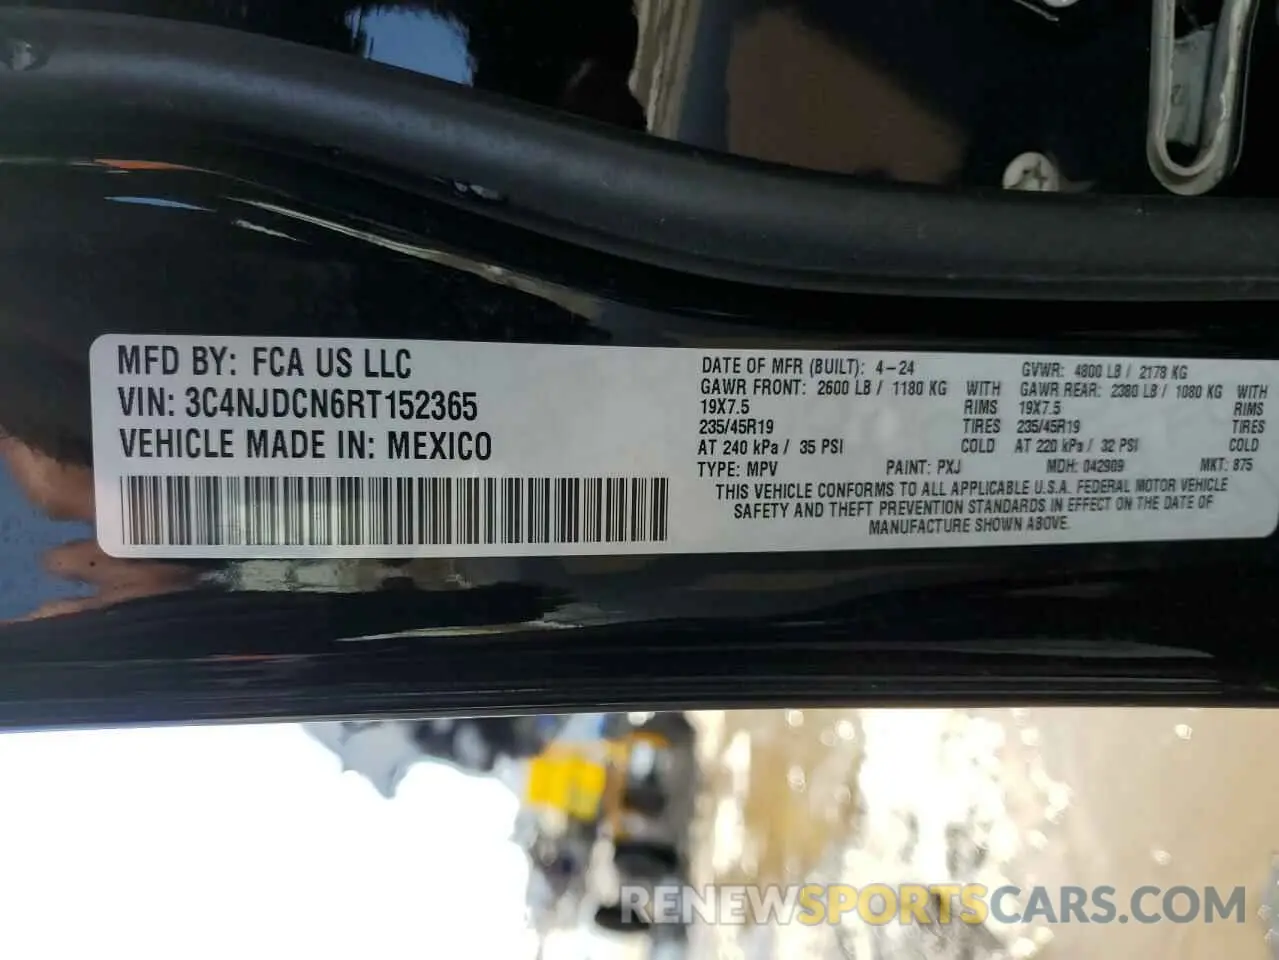 MFD BY: FCA US LLC
VIN: 3C4NJDCN6RT152365
VEHICLE MADE IN: MEXICO
DATE OF MFR (BUILT): 4-24 GVWR: 4800 LB / 2178 KG
GAWR FRONT: 2600 LB / 1180 KG WITH GAWR REAR: 2380 LB / 1080 KG WITH
19X7.5 RIMS 19X7.5 RIMS
235/45R19 TIRES 235/45R19 TIRES
AT 240 kPa / 35 PSI COLD AT 220 kPa / 32 PSI COLD
TYPE: MPV PAINT: PXJ MDH: 042909 MKT: 875
THIS VEHICLE CONFORMS TO ALL APPLICABLE U.S.A. FEDERAL MOTOR VEHICLE
SAFETY AND THEFT PREVENTION STANDARDS IN EFFECT ON THE DATE OF
MANUFACTURE SHOWN ABOVE.
RENEWSPORTSCARS.COM